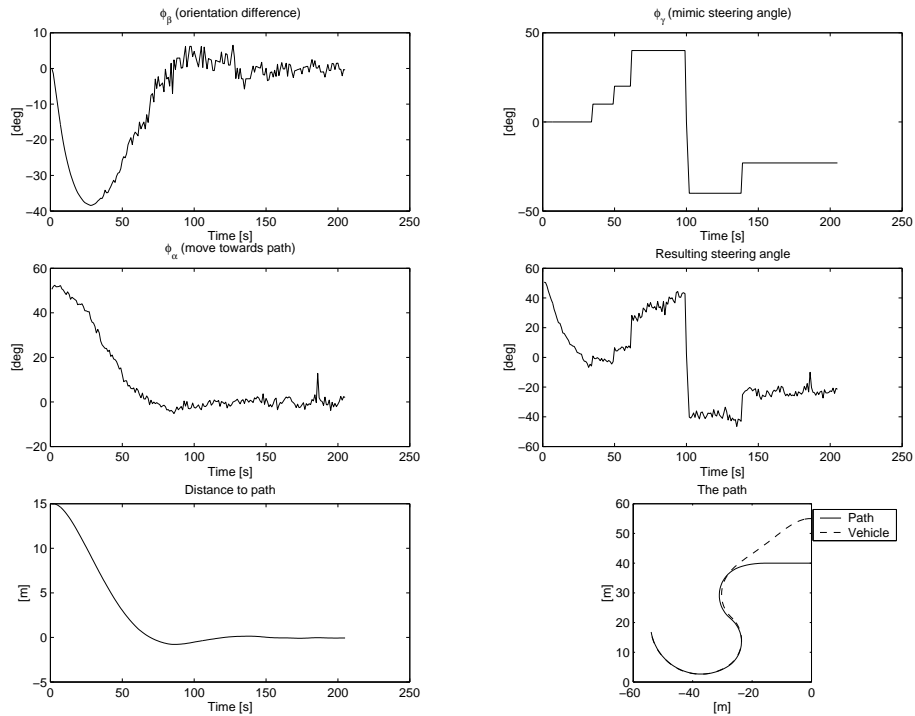 ϕβ (orientation difference)
10
0
−10
−20
−30
−40
[deg]
0 50 100 150 200 250
Time [s]
ϕγ (mimic steering angle)
50
0
−50
[deg]
0 50 100 150 200 250
Time [s]
ϕα (move towards path)
60
40
20
0
−20
[deg]
0 50 100 150 200 250
Time [s]
Resulting steering angle
60
40
20
0
−20
−40
−60
[deg]
0 50 100 150 200 250
Time [s]
Distance to path
15
10
5
0
−5
[m]
0 50 100 150 200 250
Time [s]
The path
60
50
40
30
20
10
0
[m]
−60 −40 −20 0
[m]
Path
Vehicle